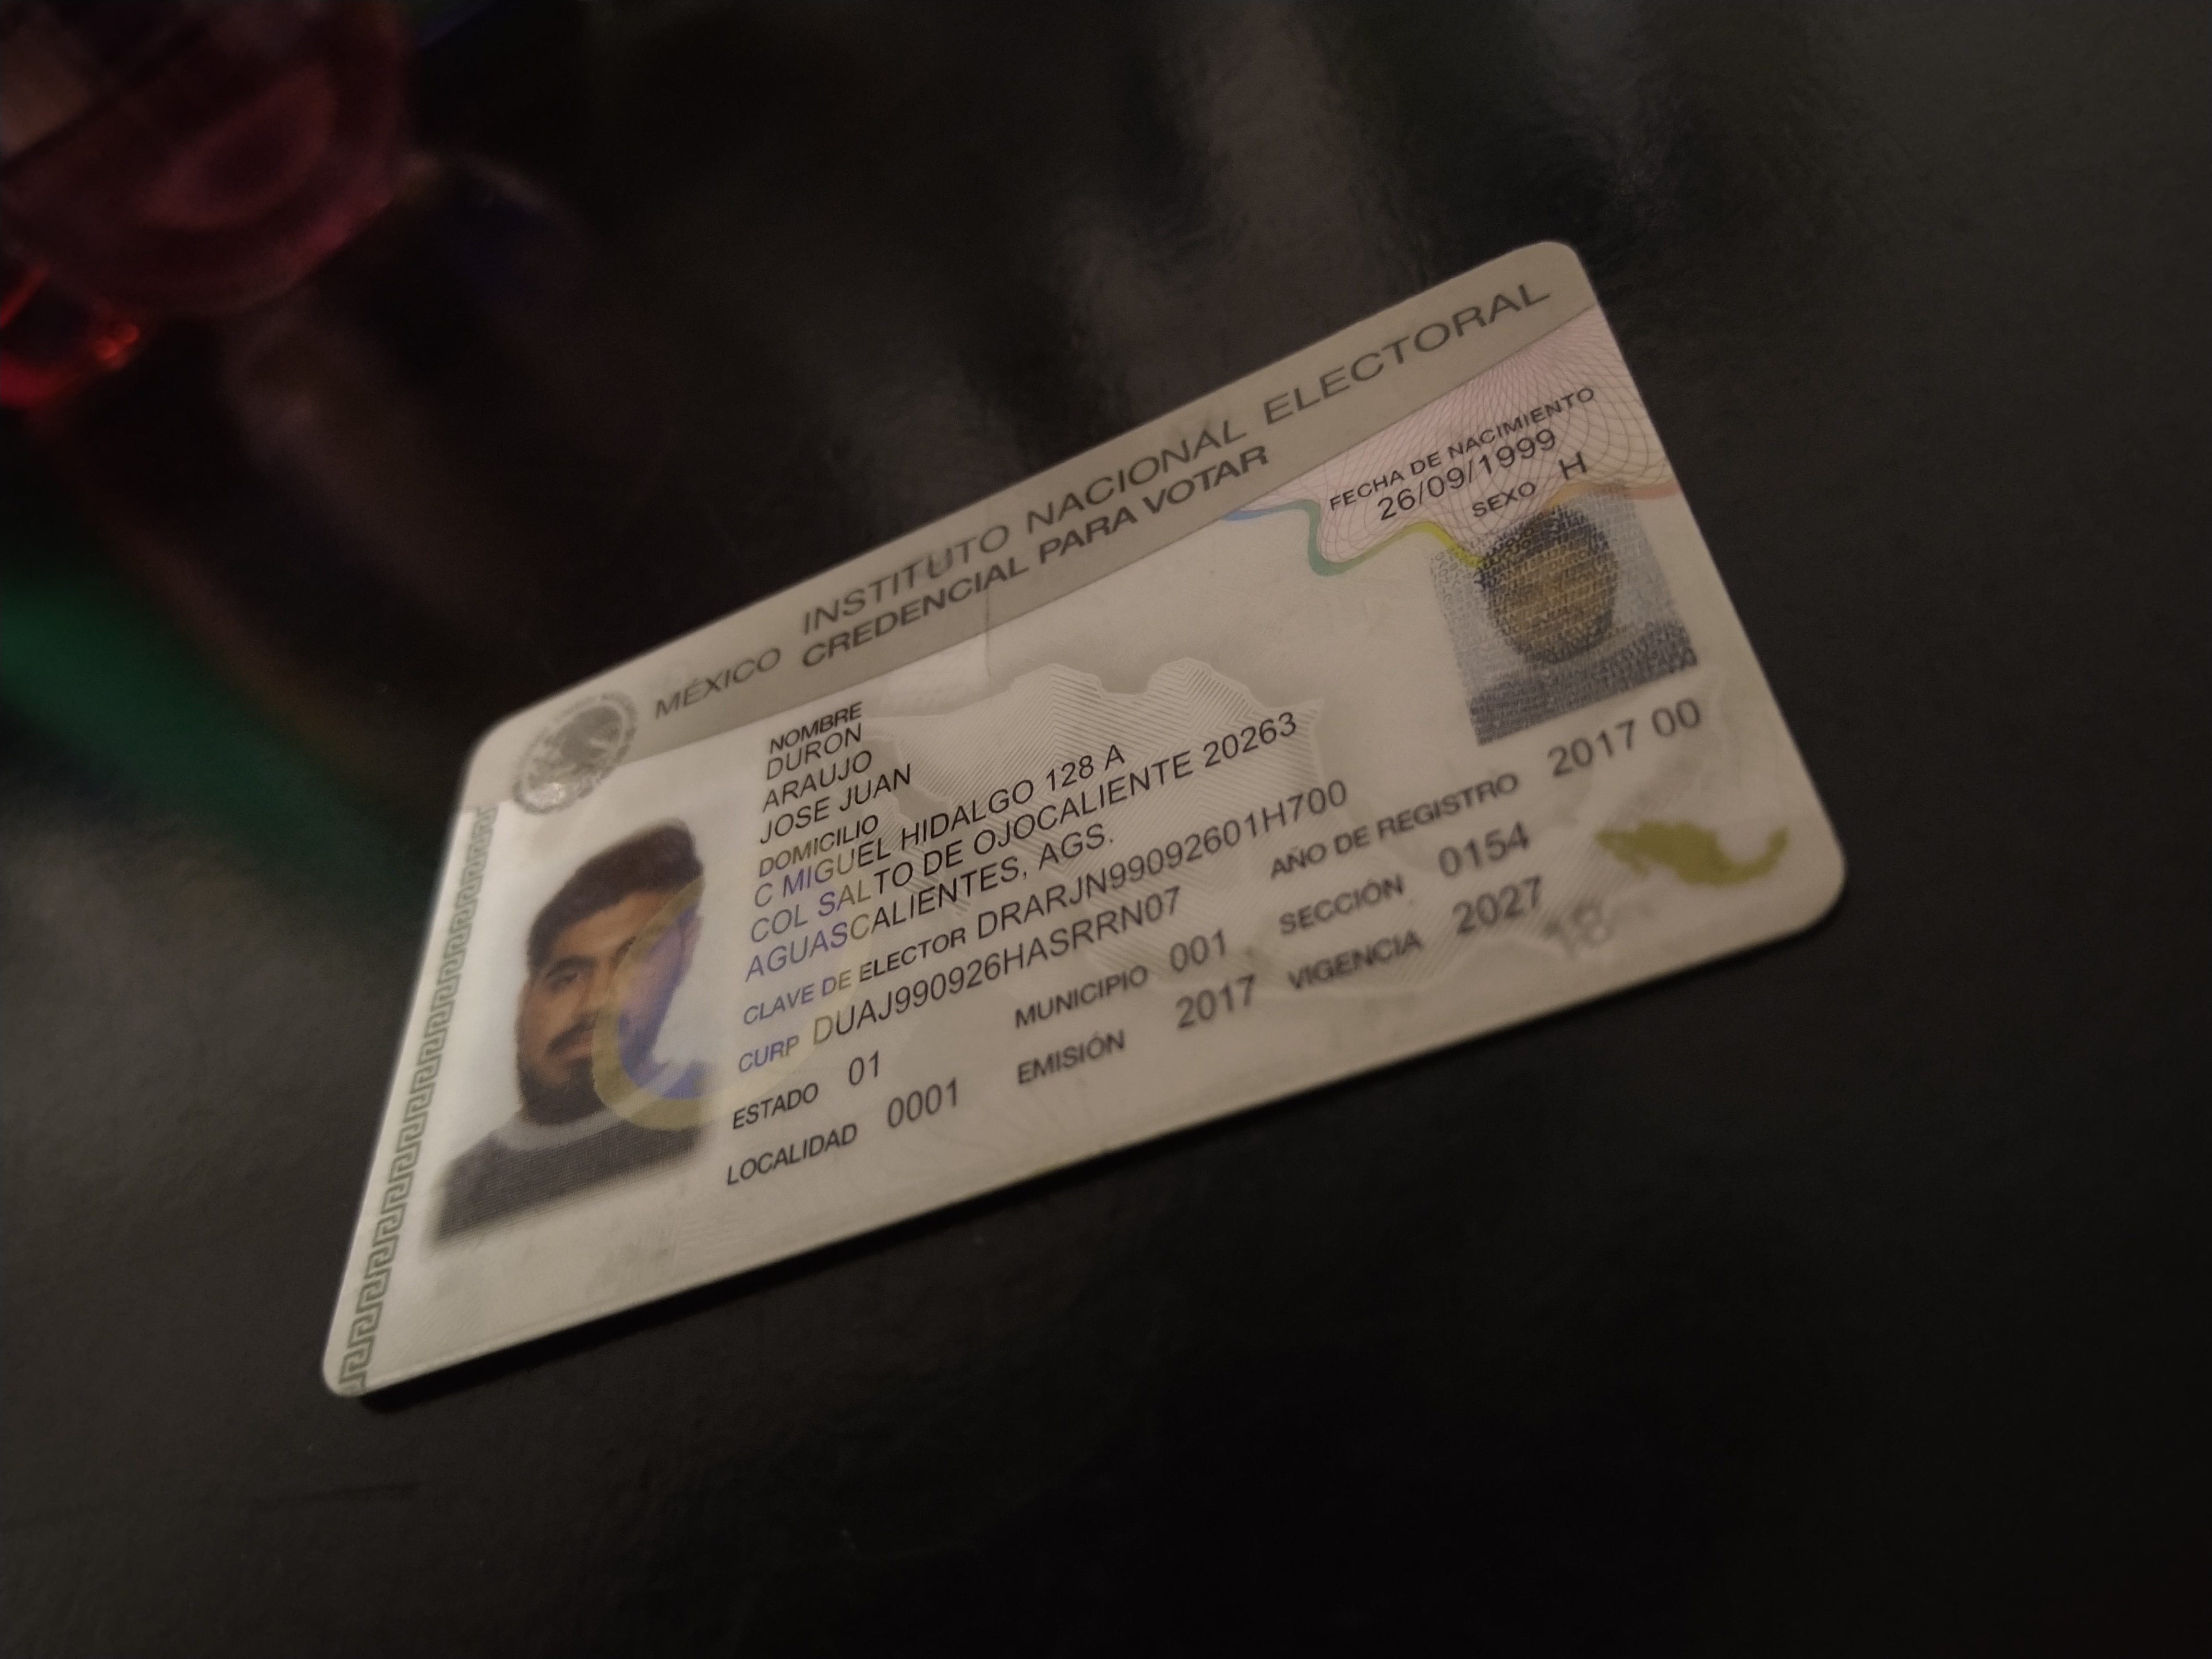 MÉXICO INSTITUTO NACIONAL ELECTORAL
CREDENCIAL PARA VOTAR
FECHA DE NACIMIENTO
26/09/1999
SEXO H
NOMBRE
DURON
ARAUJO
JOSE JUAN
DOMICILIO
C MIGUEL HIDALGO 128 A
COL SALTO DE OJOCALIENTE 20263
AGUASCALIENTES, AGS.
CLAVE DE ELECTOR DRARJN99092601H700
CURP DUAJ990926HASRRN07
AÑO DE REGISTRO 2017 00
ESTADO 01
MUNICIPIO 001
SECCIÓN 0154
LOCALIDAD 0001
EMISIÓN 2017
VIGENCIA 2027
18